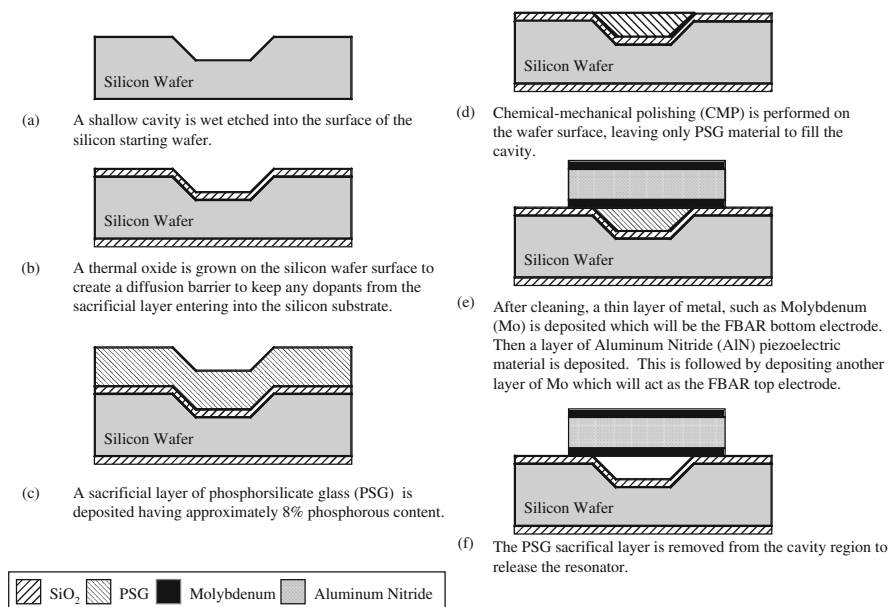 Silicon Wafer
(a) A shallow cavity is wet etched into the surface of the
silicon starting wafer.
Silicon Wafer
(b) A thermal oxide is grown on the silicon wafer surface to
create a diffusion barrier to keep any dopants from the
sacrificial layer entering into the silicon substrate.
Silicon Wafer
(c) A sacrificial layer of phosphorsilicate glass (PSG) is
deposited having approximately 8% phosphorous content.
Silicon Wafer
(d) Chemical-mechanical polishing (CMP) is performed on
the wafer surface, leaving only PSG material to fill the
cavity.
Silicon Wafer
(e) After cleaning, a thin layer of metal, such as Molybdenum
(Mo) is deposited which will be the FBAR bottom electrode.
Then a layer of Aluminum Nitride (AlN) piezoelectric
material is deposited. This is followed by depositing another
layer of Mo which will act as the FBAR top electrode.
Silicon Wafer
(f) The PSG sacrifical layer is removed from the cavity region to
release the resonator.
SiO2 PSG Molybdenum Aluminum Nitride